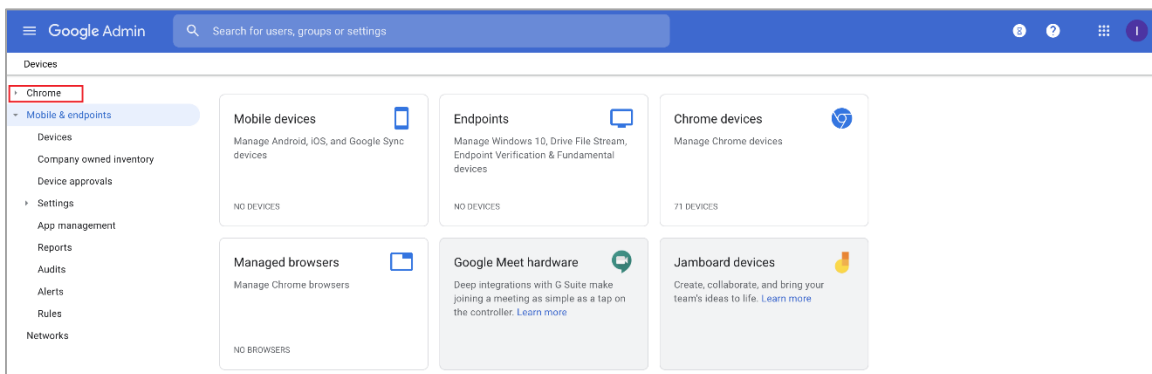 Google Admin
Search for users, groups or settings
8
?
I
Devices
Chrome
Mobile & endpoints
Devices
Company owned inventory
Device approvals
Settings
App management
Reports
Audits
Alerts
Rules
Networks
Mobile devices
Manage Android, iOS, and Google Sync
devices
NO DEVICES
Endpoints
Manage Windows 10, Drive File Stream,
Endpoint Verification & Fundamental
devices
NO DEVICES
Chrome devices
Manage Chrome devices
71 DEVICES
Managed browsers
Manage Chrome browsers
NO BROWSERS
Google Meet hardware
Deep integrations with G Suite make
joining a meeting as simple as a tap on
the controller. Learn more
Jamboard devices
Create, collaborate, and bring your
team's ideas to life. Learn more